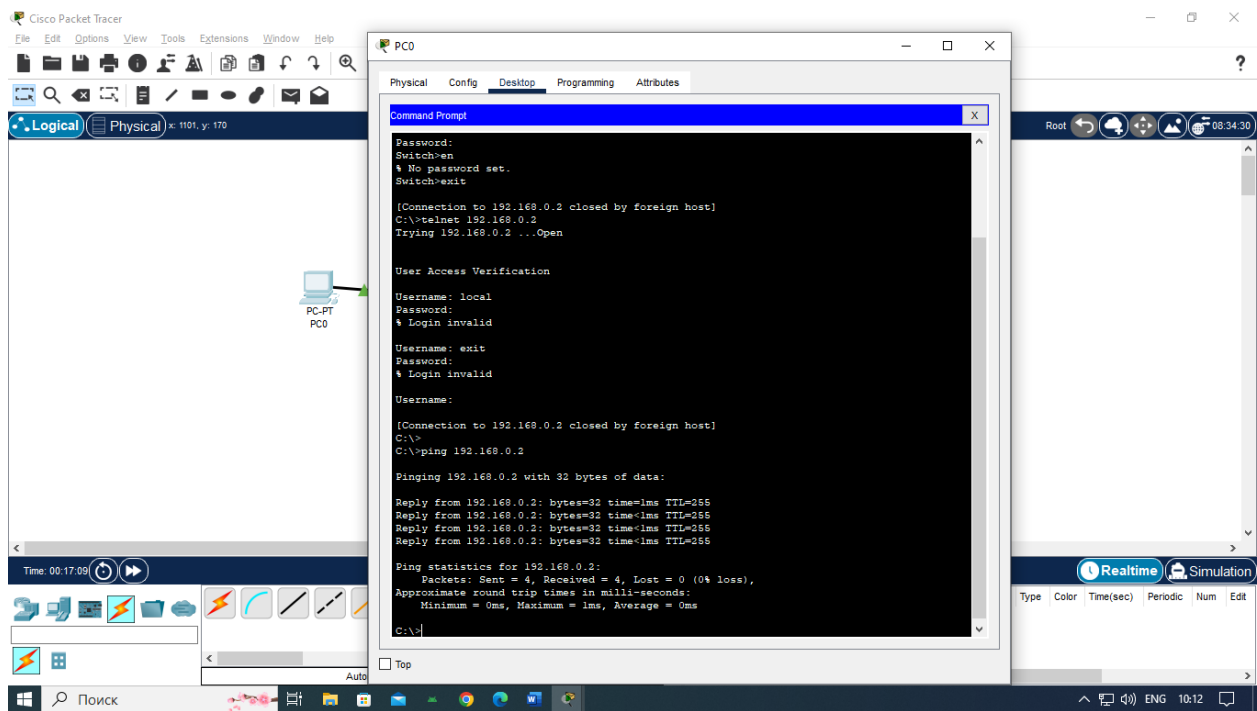 Cisco Packet Tracer
File Edit Options View Tools Extensions Window Help
?
Logical Physical x: 1101, y: 170
Root 08:34:30
PC-PT
PC0
PC0
Physical Config Desktop Programming Attributes
Command Prompt X
Password:
Switch>en
% No password set.
Switch>exit
[Connection to 192.168.0.2 closed by foreign host]
C:\>telnet 192.168.0.2
Trying 192.168.0.2 ...Open
User Access Verification
Username: local
Password:
% Login invalid
Username: exit
Password:
% Login invalid
Username:
[Connection to 192.168.0.2 closed by foreign host]
C:\>
C:\>ping 192.168.0.2
Pinging 192.168.0.2 with 32 bytes of data:
Reply from 192.168.0.2: bytes=32 time=1ms TTL=255
Reply from 192.168.0.2: bytes=32 time<1ms TTL=255
Reply from 192.168.0.2: bytes=32 time<1ms TTL=255
Reply from 192.168.0.2: bytes=32 time<1ms TTL=255
Ping statistics for 192.168.0.2:
Packets: Sent = 4, Received = 4, Lost = 0 (0% loss),
Approximate round trip times in milli-seconds:
Minimum = 0ms, Maximum = 1ms, Average = 0ms
C:\>
Top
Time: 00:17:09
Realtime Simulation
Type Color Time(sec) Periodic Num Edit
Auto
Поиск
ENG 10:12